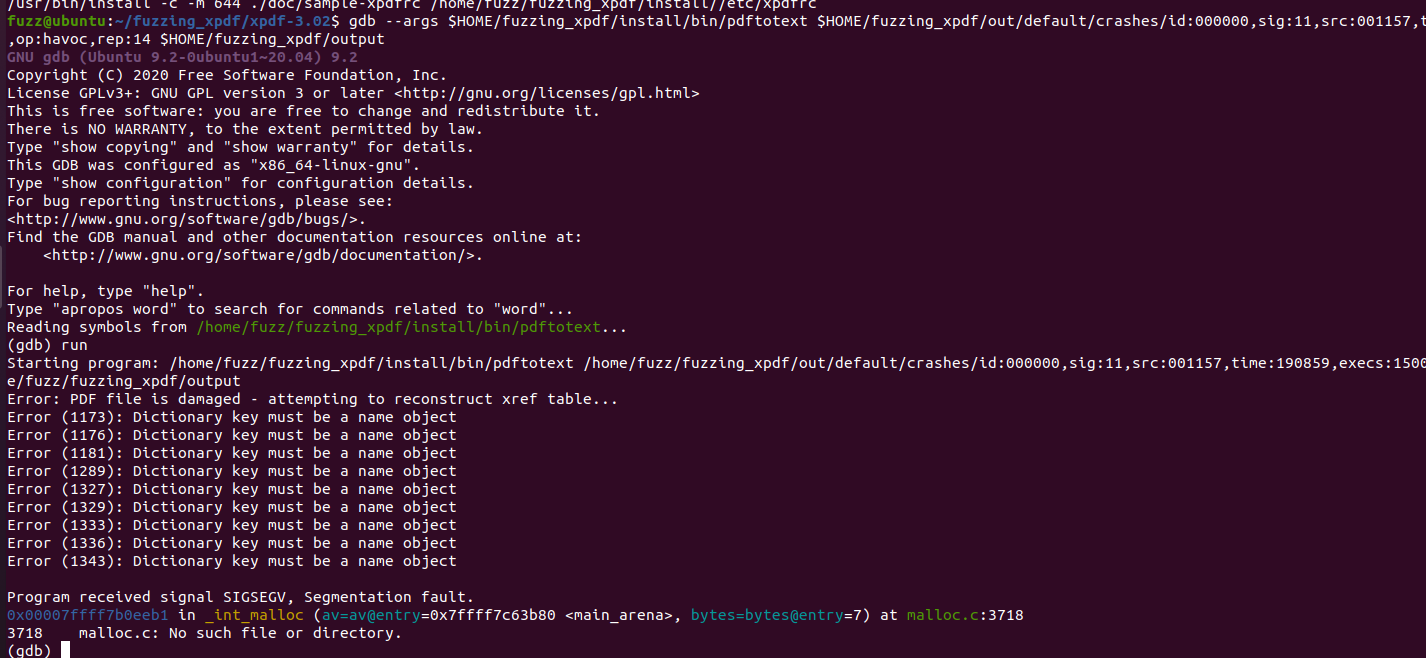 /usr/bin/install -c -m 644 ./doc/sample-xpdfrc /home/fuzz/fuzzing_xpdf/install//etc/xpdfrc
fuzz@ubuntu:~/fuzzing_xpdf/xpdf-3.02$ gdb --args $HOME/fuzzing_xpdf/install/bin/pdftotext $HOME/fuzzing_xpdf/out/default/crashes/id:000000,sig:11,src:001157,t
,op:havoc,rep:14 $HOME/fuzzing_xpdf/output
GNU gdb (Ubuntu 9.2-0ubuntu1~20.04) 9.2
Copyright (C) 2020 Free Software Foundation, Inc.
License GPLv3+: GNU GPL version 3 or later <http://gnu.org/licenses/gpl.html>
This is free software: you are free to change and redistribute it.
There is NO WARRANTY, to the extent permitted by law.
Type "show copying" and "show warranty" for details.
This GDB was configured as "x86_64-linux-gnu".
Type "show configuration" for configuration details.
For bug reporting instructions, please see:
<http://www.gnu.org/software/gdb/bugs/>.
Find the GDB manual and other documentation resources online at:
    <http://www.gnu.org/software/gdb/documentation/>.
For help, type "help".
Type "apropos word" to search for commands related to "word"...
Reading symbols from /home/fuzz/fuzzing_xpdf/install/bin/pdftotext...
(gdb) run
Starting program: /home/fuzz/fuzzing_xpdf/install/bin/pdftotext /home/fuzz/fuzzing_xpdf/out/default/crashes/id:000000,sig:11,src:001157,time:190859,execs:1500
e/fuzz/fuzzing_xpdf/output
Error: PDF file is damaged - attempting to reconstruct xref table...
Error (1173): Dictionary key must be a name object
Error (1176): Dictionary key must be a name object
Error (1181): Dictionary key must be a name object
Error (1289): Dictionary key must be a name object
Error (1327): Dictionary key must be a name object
Error (1329): Dictionary key must be a name object
Error (1333): Dictionary key must be a name object
Error (1336): Dictionary key must be a name object
Error (1343): Dictionary key must be a name object
Program received signal SIGSEGV, Segmentation fault.
0x00007ffff7b0eeb1 in _int_malloc (av=av@entry=0x7ffff7c63b80 <main_arena>, bytes=bytes@entry=7) at malloc.c:3718
3718    malloc.c: No such file or directory.
(gdb)